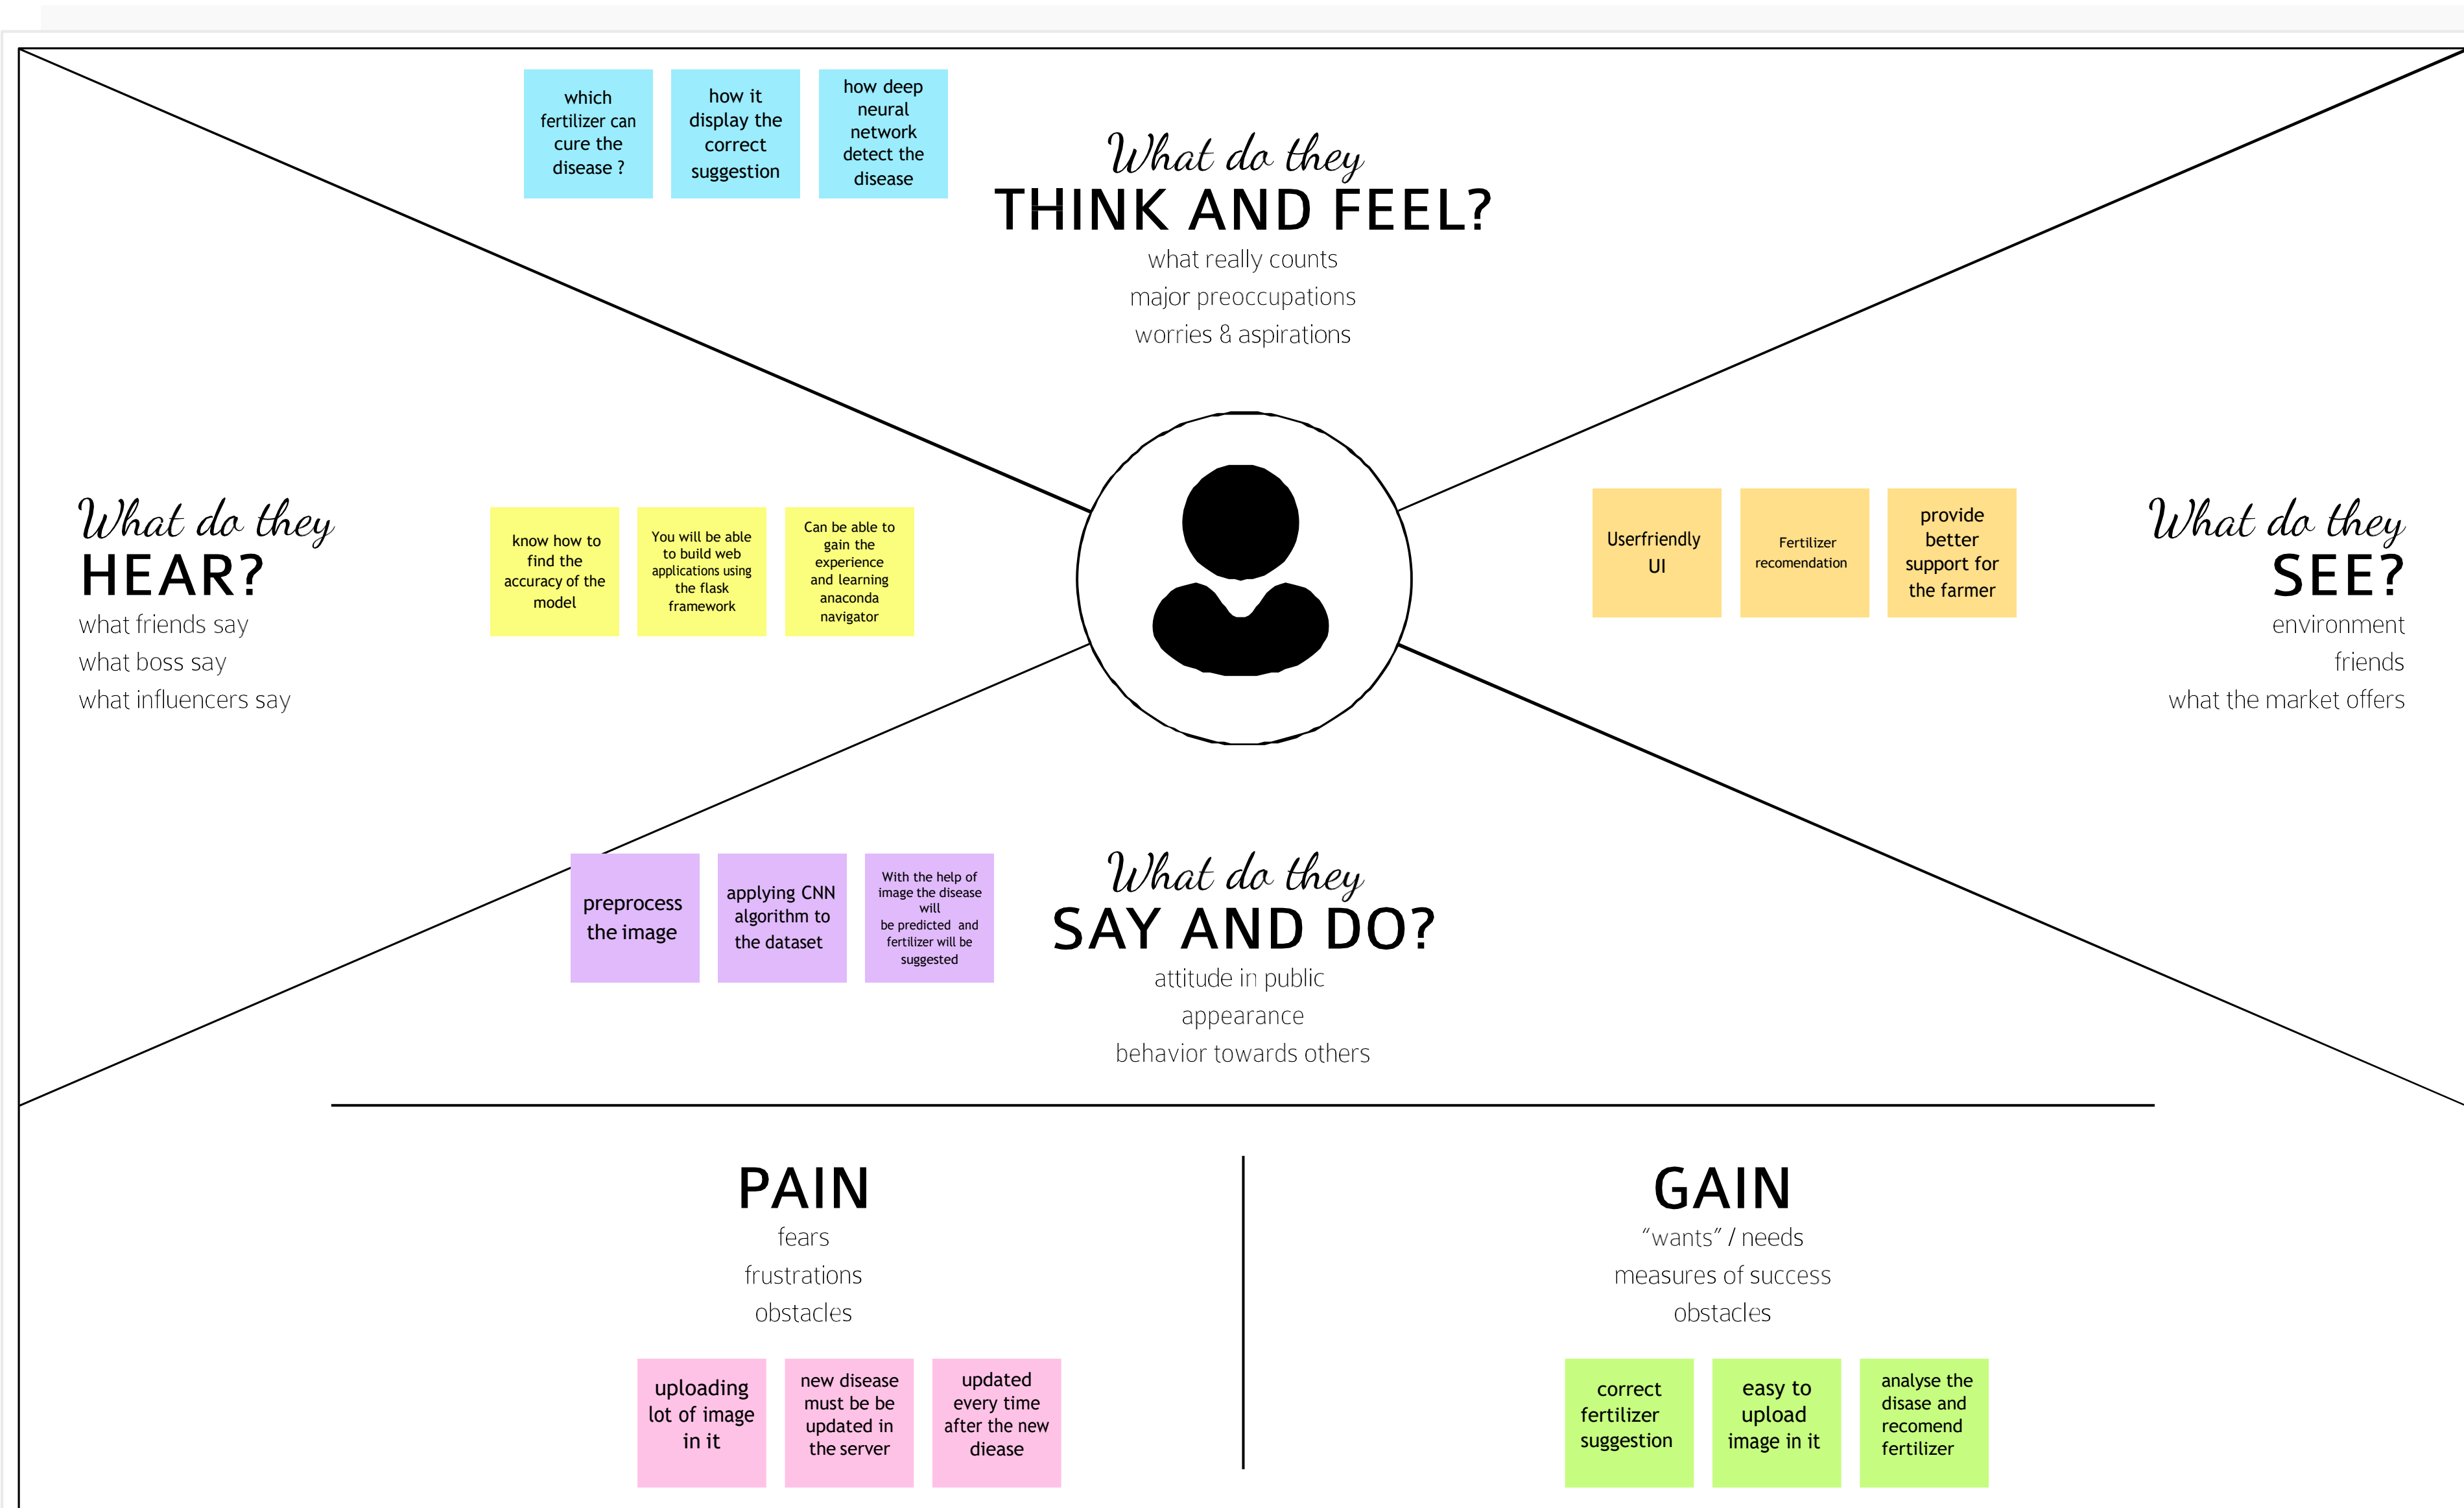 which
fertilizer can
cure the
disease ?
how it
display the
correct
suggestion
how deep
neural
network
detect the
disease
What do they
THINK AND FEEL?
what really counts
major preoccupations
worries & aspirations
What do they
HEAR?
what friends say
what boss say
what influencers say
know how to
find the
accuracy of the
model
You will be able
to build web
applications using
the flask
framework
Can be able to
gain the
experience
and learning
anaconda
navigator
Userfriendly
UI
Fertilizer
recomendation
provide
better
support for
the farmer
What do they
SEE?
environment
friends
what the market offers
preprocess
the image
applying CNN
algorithm to
the dataset
With the help of
image the disease
will
be predicted and
fertilizer will be
suggested
What do they
SAY AND DO?
attitude in public
appearance
behavior towards others
PAIN
fears
frustrations
obstacles
uploading
lot of image
in it
new disease
must be be
updated in
the server
updated
every time
after the new
diease
GAIN
“wants” / needs
measures of success
obstacles
correct
fertilizer
suggestion
easy to
upload
image in it
analyse the
disase and
recomend
fertilizer